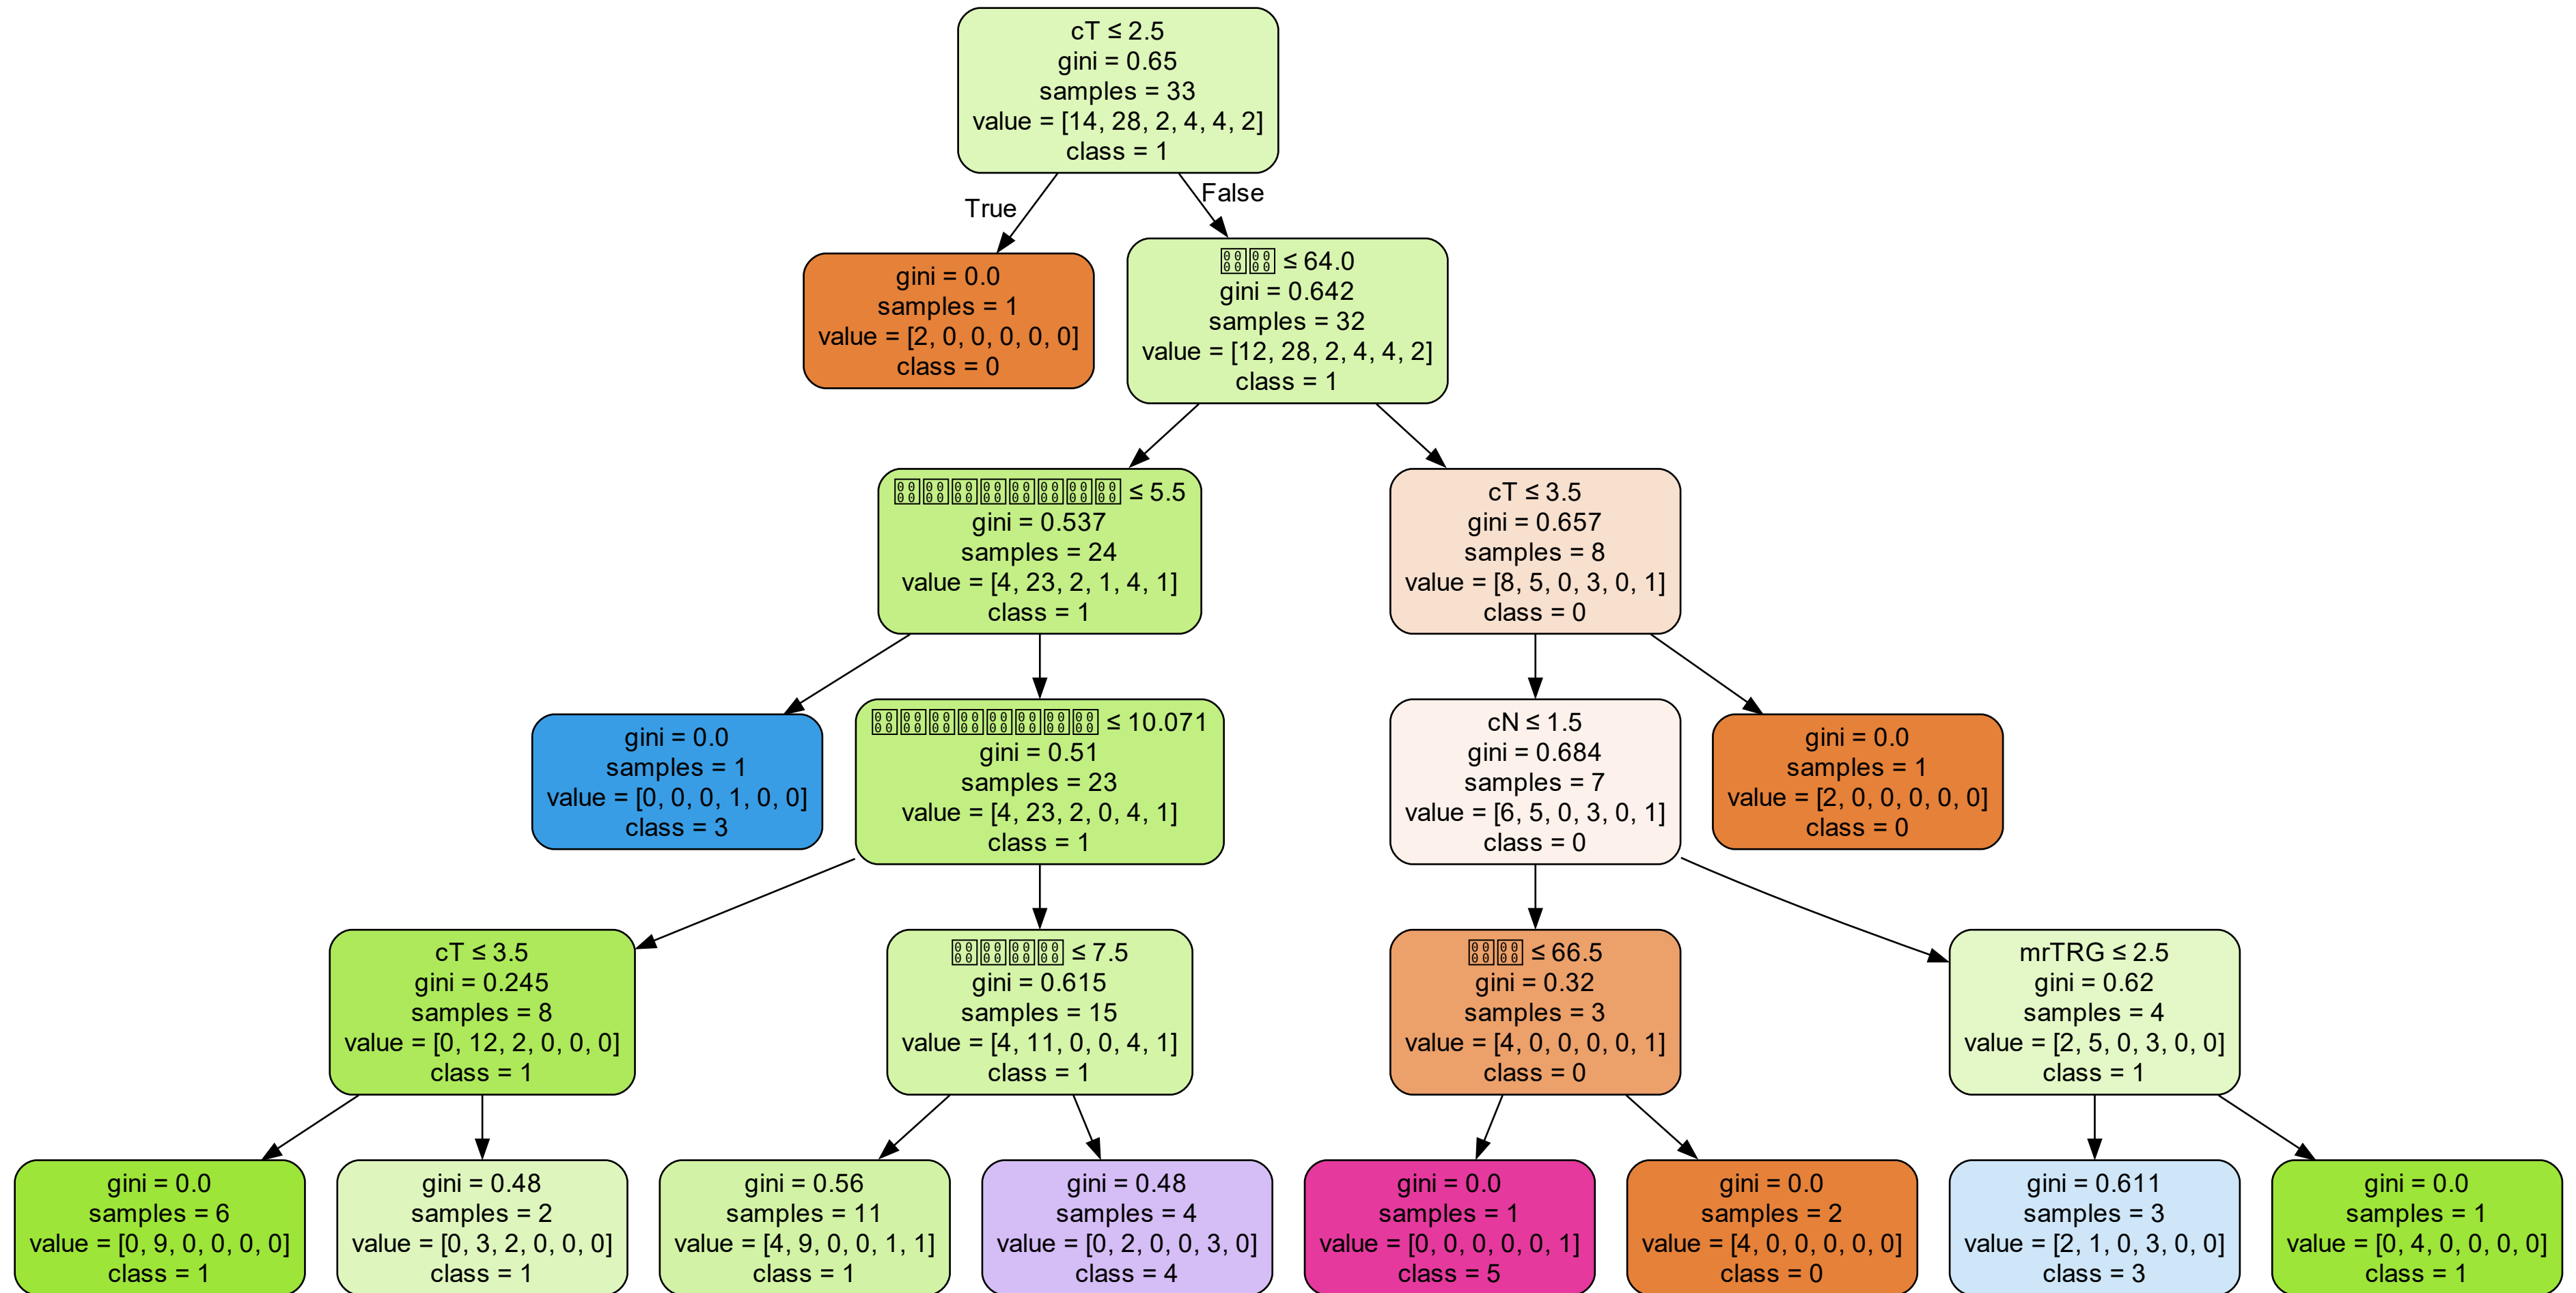 cT ≤ 2.5
gini = 0.65
samples = 33
value = [14, 28, 2, 4, 4, 2]
class = 1
True
False
gini = 0.0
samples = 1
value = [2, 0, 0, 0, 0, 0]
class = 0
≤ 64.0
gini = 0.642
samples = 32
value = [12, 28, 2, 4, 4, 2]
class = 1
≤ 5.5
gini = 0.537
samples = 24
value = [4, 23, 2, 1, 4, 1]
class = 1
cT ≤ 3.5
gini = 0.657
samples = 8
value = [8, 5, 0, 3, 0, 1]
class = 0
gini = 0.0
samples = 1
value = [0, 0, 0, 1, 0, 0]
class = 3
≤ 10.071
gini = 0.51
samples = 23
value = [4, 23, 2, 0, 4, 1]
class = 1
cN ≤ 1.5
gini = 0.684
samples = 7
value = [6, 5, 0, 3, 0, 1]
class = 0
gini = 0.0
samples = 1
value = [2, 0, 0, 0, 0, 0]
class = 0
cT ≤ 3.5
gini = 0.245
samples = 8
value = [0, 12, 2, 0, 0, 0]
class = 1
≤ 7.5
gini = 0.615
samples = 15
value = [4, 11, 0, 0, 4, 1]
class = 1
≤ 66.5
gini = 0.32
samples = 3
value = [4, 0, 0, 0, 0, 1]
class = 0
mrTRG ≤ 2.5
gini = 0.62
samples = 4
value = [2, 5, 0, 3, 0, 0]
class = 1
gini = 0.0
samples = 6
value = [0, 9, 0, 0, 0, 0]
class = 1
gini = 0.48
samples = 2
value = [0, 3, 2, 0, 0, 0]
class = 1
gini = 0.56
samples = 11
value = [4, 9, 0, 0, 1, 1]
class = 1
gini = 0.48
samples = 4
value = [0, 2, 0, 0, 3, 0]
class = 4
gini = 0.0
samples = 1
value = [0, 0, 0, 0, 0, 1]
class = 5
gini = 0.0
samples = 2
value = [4, 0, 0, 0, 0, 0]
class = 0
gini = 0.611
samples = 3
value = [2, 1, 0, 3, 0, 0]
class = 3
gini = 0.0
samples = 1
value = [0, 4, 0, 0, 0, 0]
class = 1